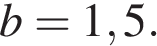 b = 1, 5.